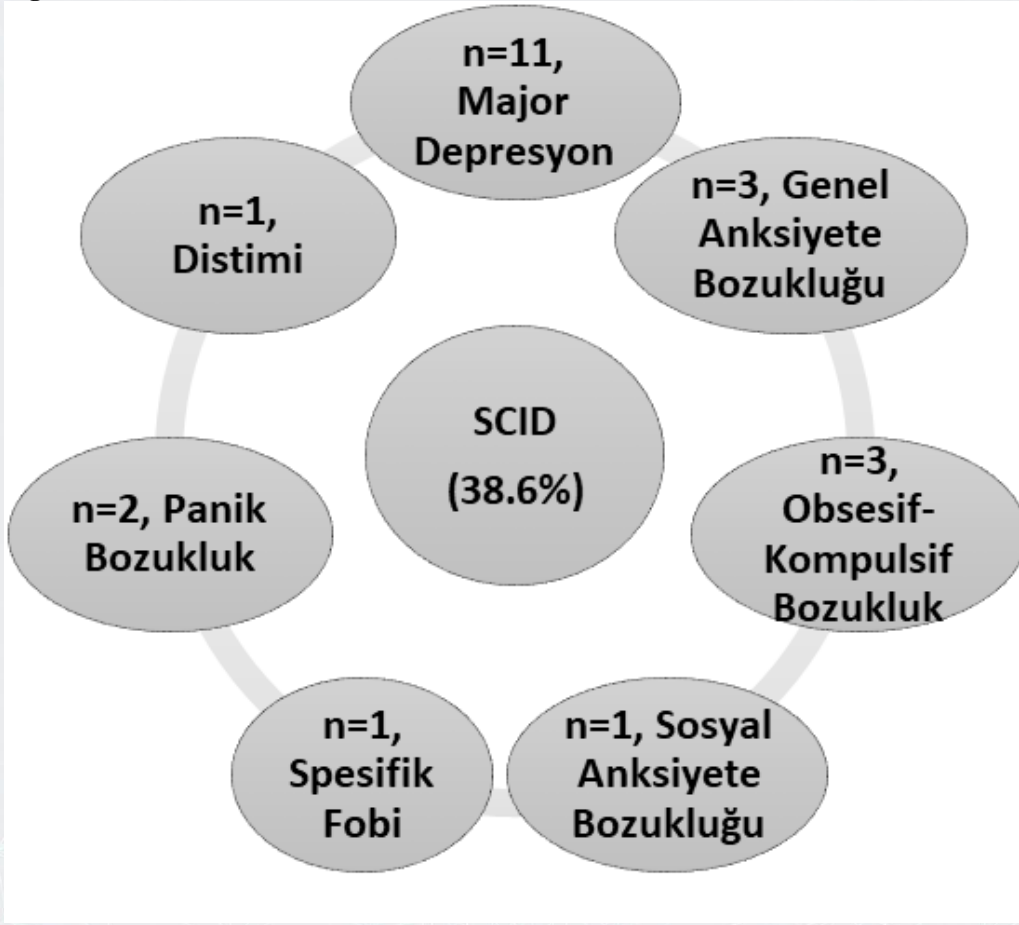 n=11,
Major
Depresyon
n=3, Genel
Anksiyete
Bozukluğu
n=3,
Obsesif-
Kompulsif
Bozukluk
n=1, Sosyal
Anksiyete
Bozukluğu
n=1,
Spesifik
Fobi
n=2, Panik
Bozukluk
n=1,
Distimi
SCID
(38.6%)